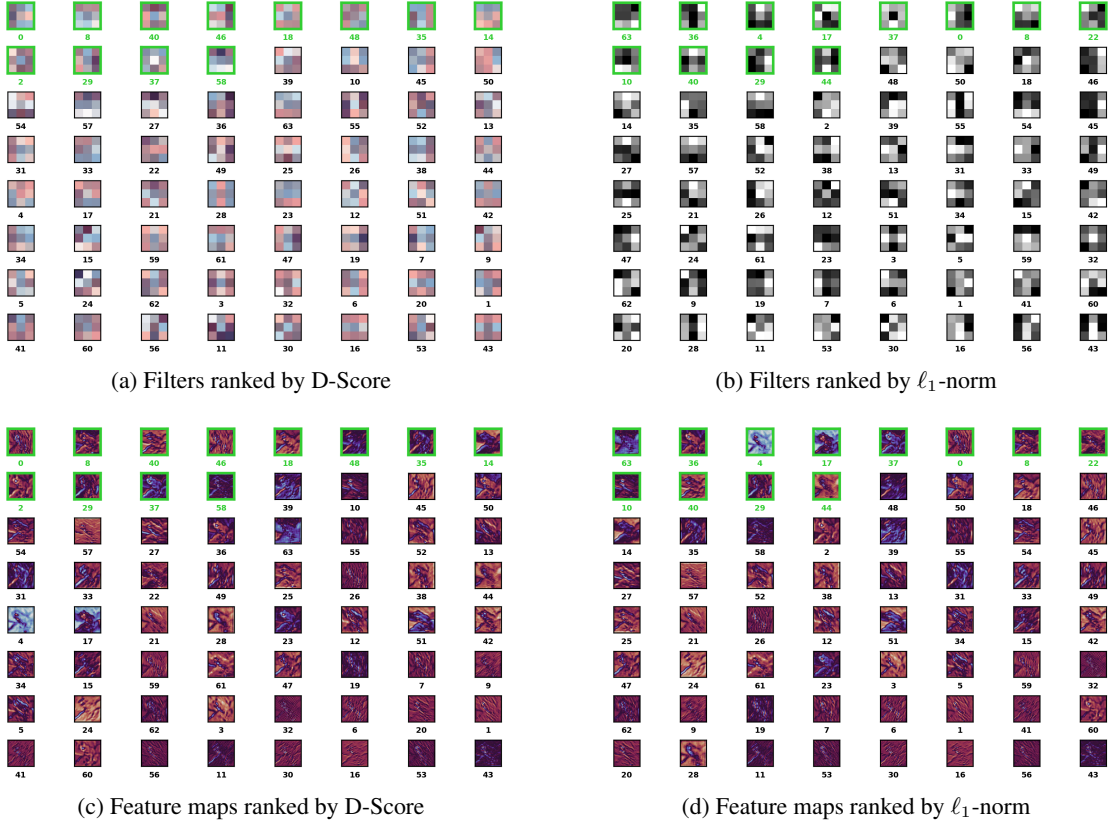 0 8 40 46 18 48 35 14
2 29 37 58 39 10 45 50
54 57 27 36 63 55 52 13
31 33 22 49 25 26 38 44
4 17 21 28 23 12 51 42
34 15 59 61 47 19 7 9
5 24 62 3 32 6 20 1
41 60 56 11 30 16 53 43
(a) Filters ranked by D-Score
63 36 4 17 37 0 8 22
10 40 29 44 48 50 18 46
14 35 58 2 39 55 54 45
27 57 52 38 13 31 33 49
25 21 26 12 51 34 15 42
47 24 61 23 3 5 59 32
62 9 19 7 6 1 41 60
20 28 11 53 30 16 56 43
(b) Filters ranked by ℓ₁-norm
0 8 40 46 18 48 35 14
2 29 37 58 39 10 45 50
54 57 27 36 63 55 52 13
31 33 22 49 25 26 38 44
4 17 21 28 23 12 51 42
34 15 59 61 47 19 7 9
5 24 62 3 32 6 20 1
41 60 56 11 30 16 53 43
(c) Feature maps ranked by D-Score
63 36 4 17 37 0 8 22
10 40 29 44 48 50 18 46
14 35 58 2 39 55 54 45
27 57 52 38 13 31 33 49
25 21 26 12 51 34 15 42
47 24 61 23 3 5 59 32
62 9 19 7 6 1 41 60
20 28 11 53 30 16 56 43
(d) Feature maps ranked by ℓ₁-norm